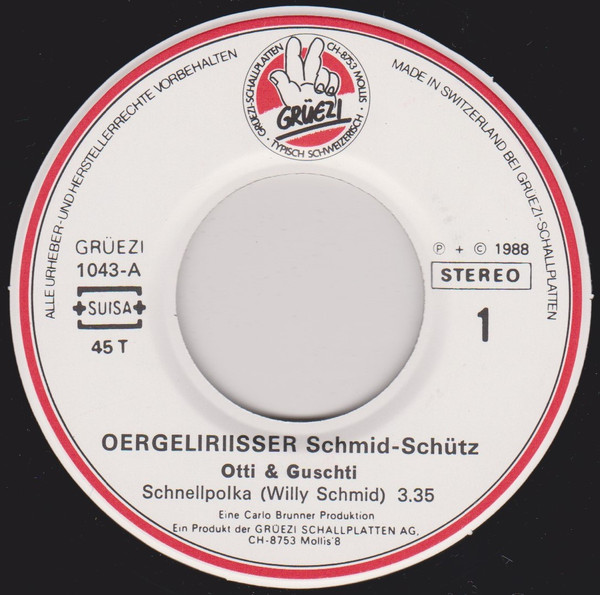 ALLE URHEBER-UND HERSTELLERRECHTE VORBEHALTEN
GRÜEZI-SCHALLPLATTEN CH-8753 MOLLIS
GRÜEZI
• TYPISCH SCHWEIZERISCH •
MADE IN SWITZERLAND BEI GRÜEZI-SCHALLPLATTEN
GRÜEZI
1043-A
SUISA
45 T
℗ + © 1988
STEREO
1
OERGELIRIISSER Schmid-Schütz
Otti & Guschti
Schnellpolka (Willy Schmid) 3.35
Eine Carlo Brunner Produktion
Ein Produkt der GRÜEZI SCHALLPLATTEN AG,
CH-8753 Mollis'8